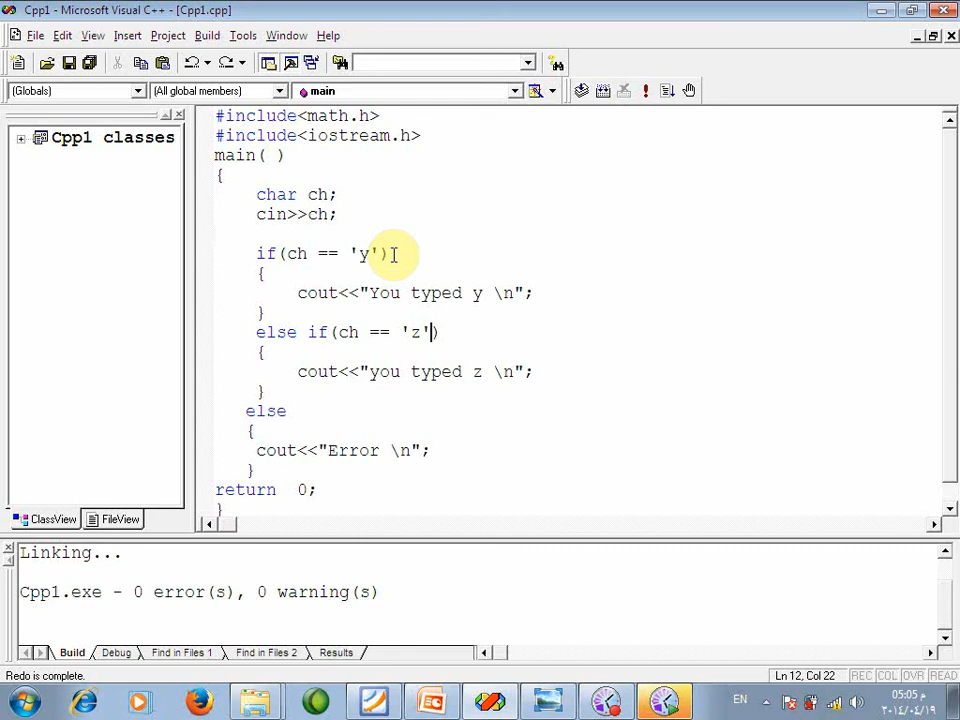 Cpp1 - Microsoft Visual C++ - [Cpp1.cpp]
File Edit View Insert Project Build Tools Window Help
(Globals) (All global members) main
Cpp1 classes
#include<math.h>
#include<iostream.h>
main( )
{
char ch;
cin>>ch;
if(ch == 'y')
{
cout<<"You typed y \n";
}
else if(ch == 'z')
{
cout<<"you typed z \n";
}
else
{
cout<<"Error \n";
}
return 0;
}
ClassView FileView
Linking...
Cpp1.exe - 0 error(s), 0 warning(s)
Build Debug Find in Files 1 Find in Files 2 Results
Redo is complete. Ln 12, Col 22 REC COL OVR READ
EN 05:05 م
٢٠١٤/٠٤/١٩